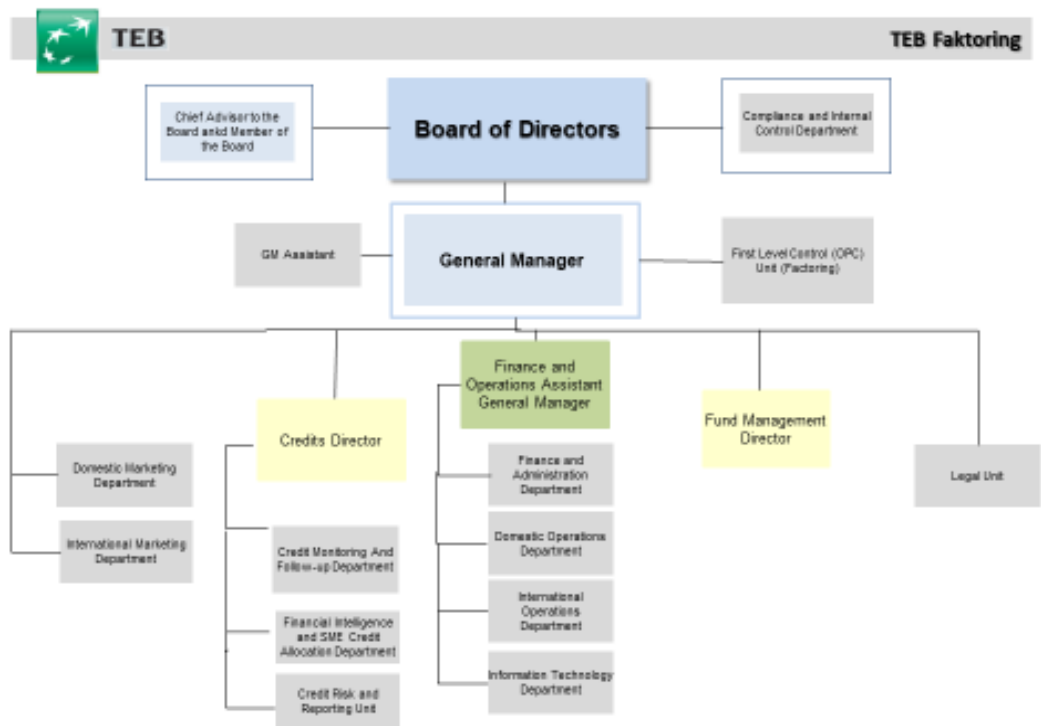 TEB
TEB Faktoring
Chief Advisor to the
Board ankd Member of
the Board
Board of Directors
Compliance and Internal
Control Department
GM Assistant
General Manager
First Level Control (OPC)
Unit (Factoring)
Finance and
Operations Assistant
General Manager
Credits Director
Fund Management
Director
Domestic Marketing
Department
International Marketing
Department
Credit Monitoring And
Follow-up Department
Financial Intelligence
and SME Credit
Allocation Department
Credit Risk and
Reporting Unit
Finance and
Administration
Department
Domestic Operations
Department
International
Operations
Department
Information Technology
Department
Legal Unit